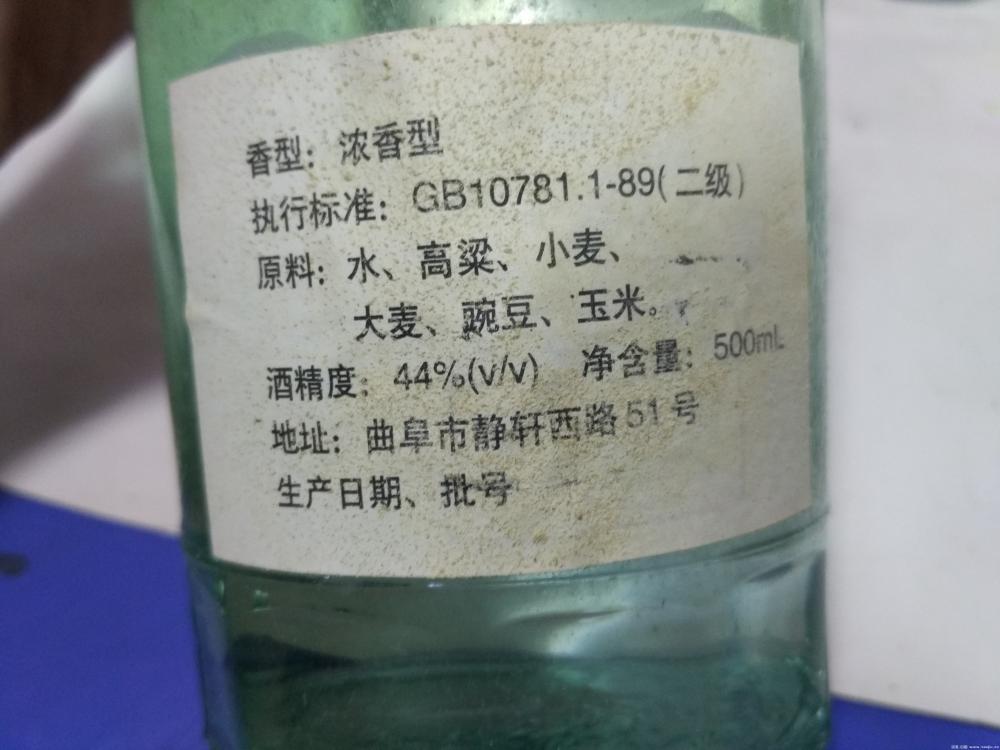 香型：浓香型
执行标准：GB10781.1-89(二级)
原料：水、高粱、小麦、
大麦、豌豆、玉米。
酒精度：44%(v/v) 净含量：500mL
地址：曲阜市静轩西路51号
生产日期、批号